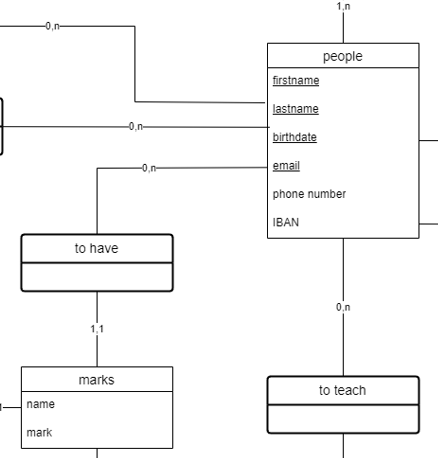 1,n
0,n
people
firstname
lastname
0,n
birthdate
0,n
email
phone number
IBAN
to have
0,n
1,1
marks
to teach
name
mark